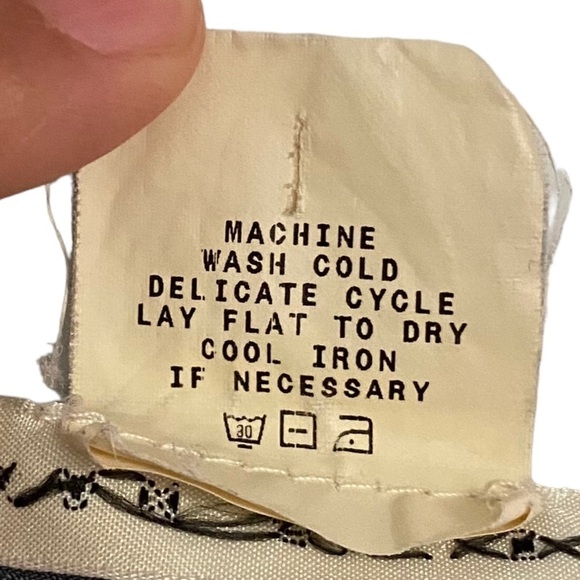 MACHINE
WASH COLD
DELICATE CYCLE
LAY FLAT TO DRY
COOL IRON
IF NECESSARY
30